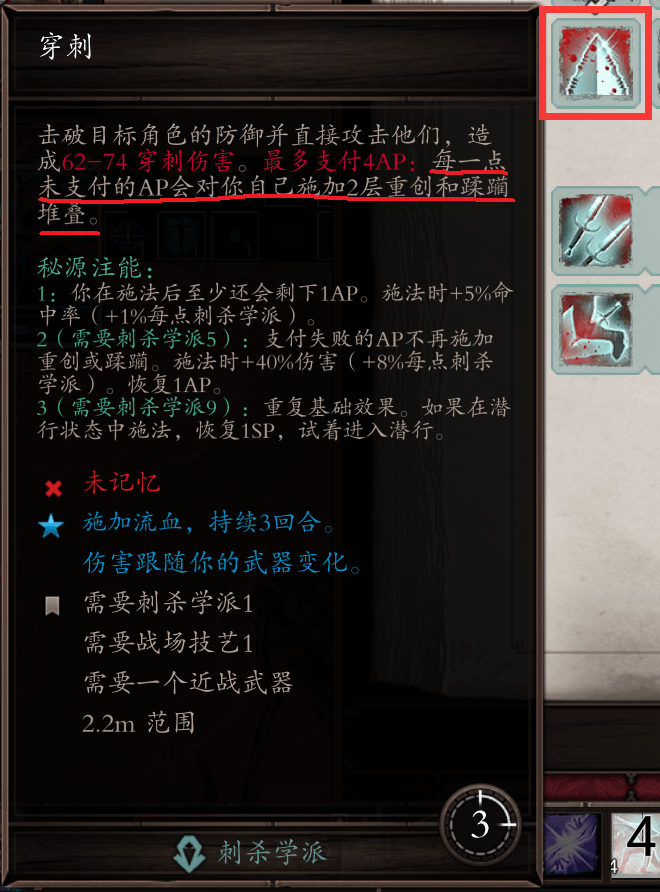 穿刺
击破目标角色的防御并直接攻击他们，造
成62-74 穿刺伤害。最多支付4AP：每一点
未支付的AP会对你自己施加2层重创和蹂躏
堆叠。
秘源注能：
1：你在施法后至少还会剩下1AP。施法时+5%命
中率（+1%每点刺杀学派）。
2（需要刺杀学派5）：支付失败的AP不再施加
重创或蹂躏。施法时+40%伤害（+8%每点刺杀
学派）。恢复1AP。
3（需要刺杀学派9）：重复基础效果。如果在潜
行状态中施法，恢复1SP，试着进入潜行。
未记忆
施加流血，持续3回合。
伤害跟随你的武器变化。
需要刺杀学派1
需要战场技艺1
需要一个近战武器
2.2m 范围
3
刺杀学派
4
4